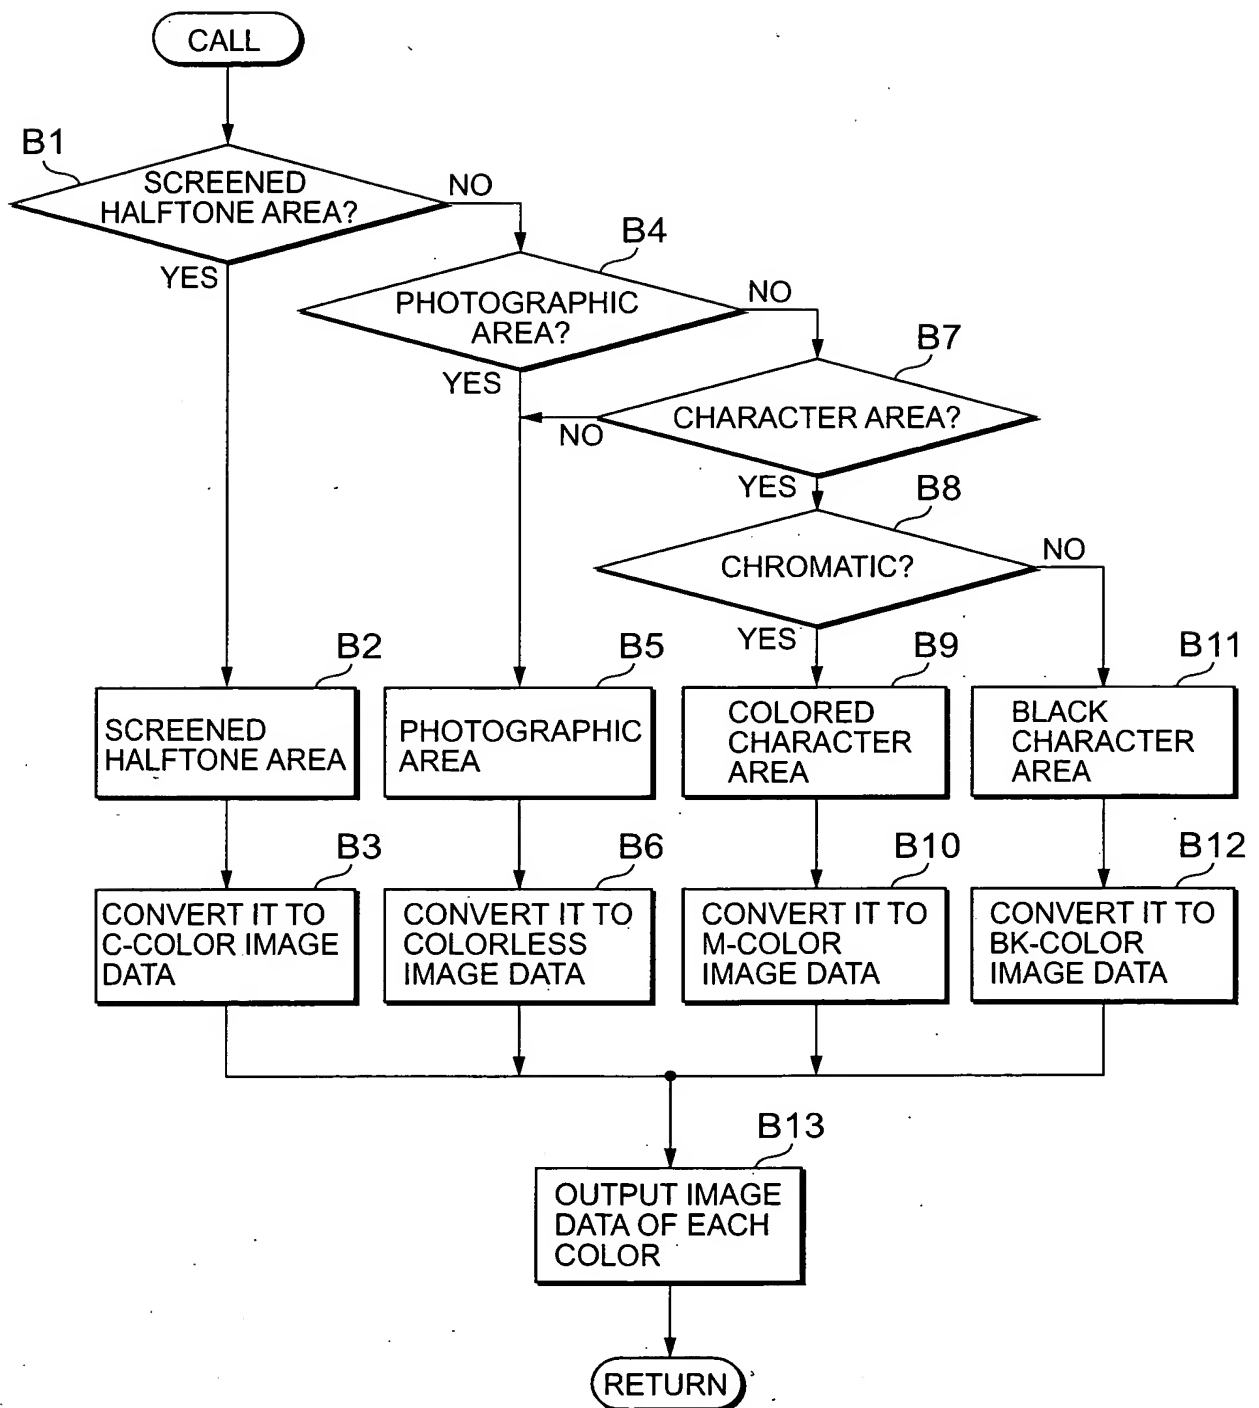 CALL
B1
SCREENED
HALFTONE AREA?
NO
YES
B4
PHOTOGRAPHIC
AREA?
NO
YES
B7
CHARACTER AREA?
NO
YES
B8
CHROMATIC?
NO
YES
B2
SCREENED
HALFTONE AREA
B5
PHOTOGRAPHIC
AREA
B9
COLORED
CHARACTER
AREA
B11
BLACK
CHARACTER
AREA
B3
CONVERT IT TO
C-COLOR IMAGE
DATA
B6
CONVERT IT TO
COLORLESS
IMAGE DATA
B10
CONVERT IT TO
M-COLOR
IMAGE DATA
B12
CONVERT IT TO
BK-COLOR
IMAGE DATA
B13
OUTPUT IMAGE
DATA OF EACH
COLOR
RETURN